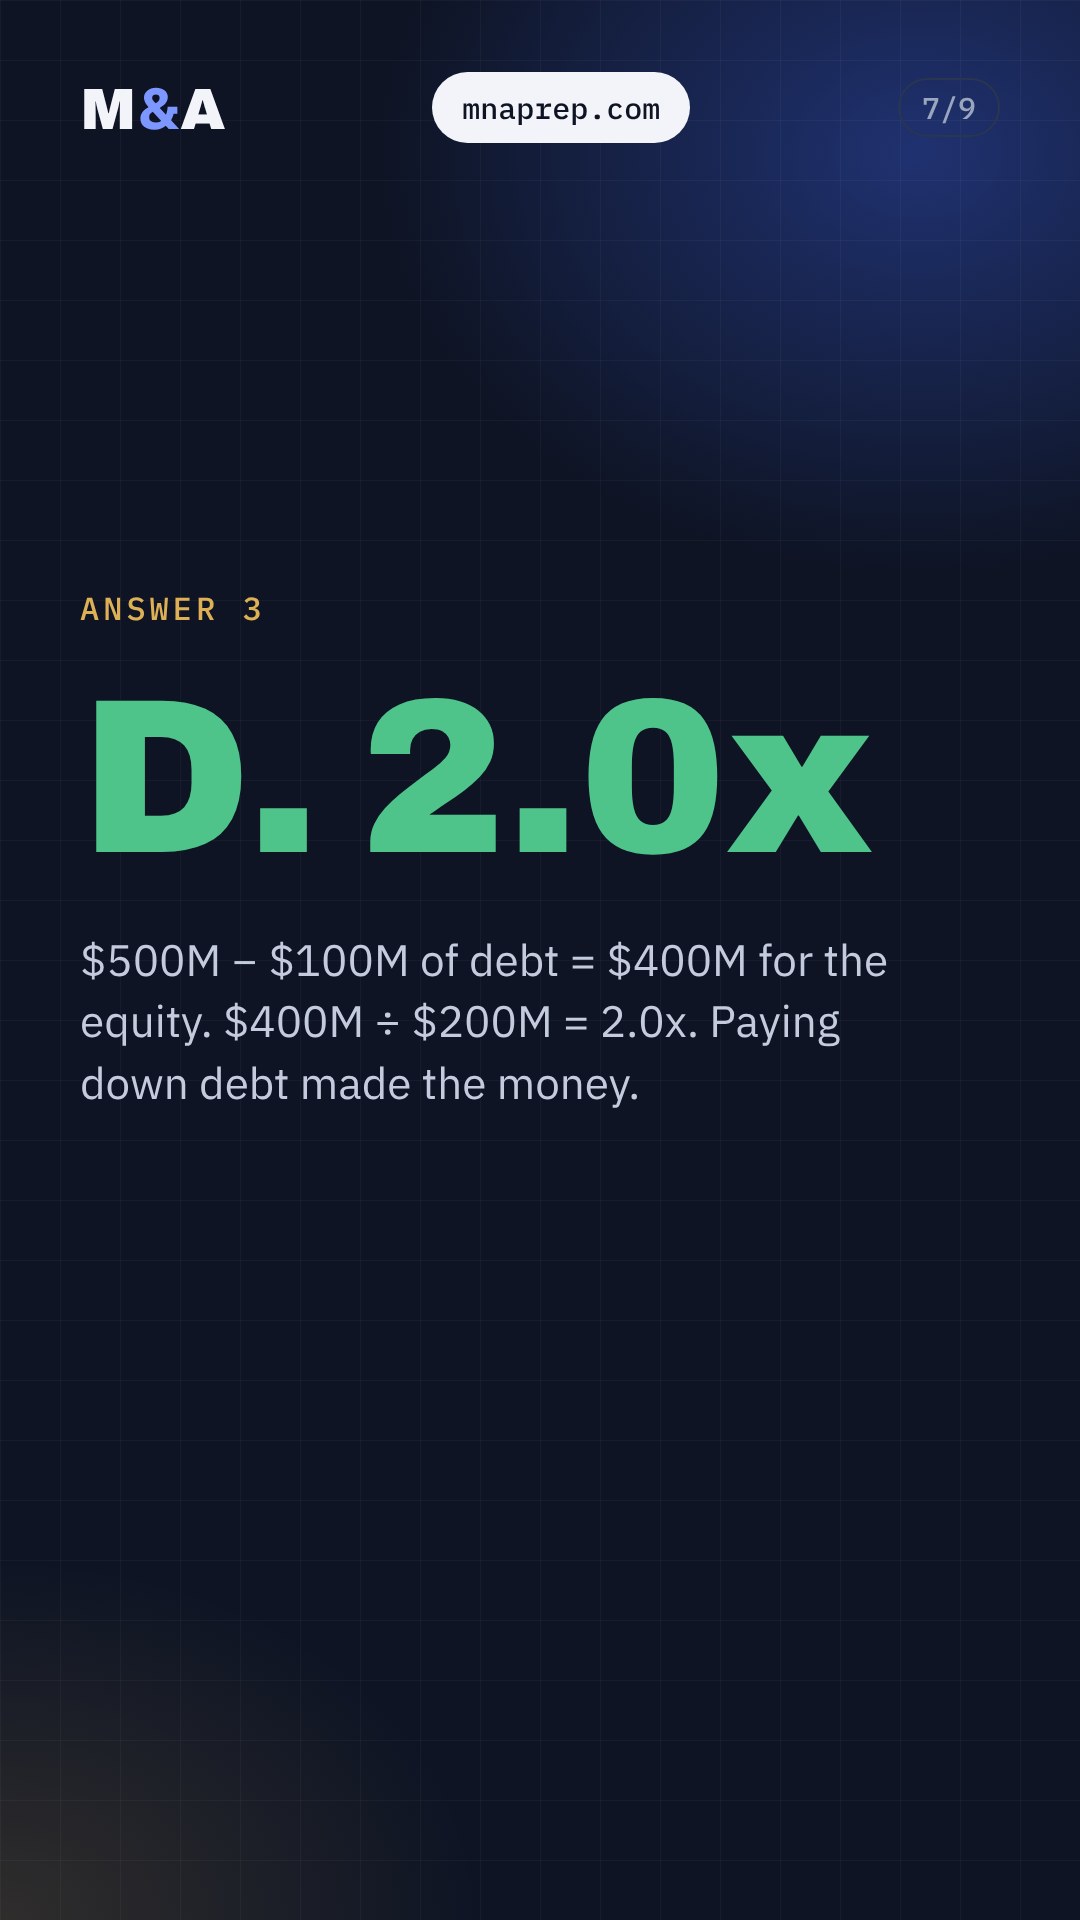 M&A
mnaprep.com
7/9
ANSWER 3
D. 2.0x
$500M – $100M of debt = $400M for the
equity. $400M ÷ $200M = 2.0x. Paying
down debt made the money.